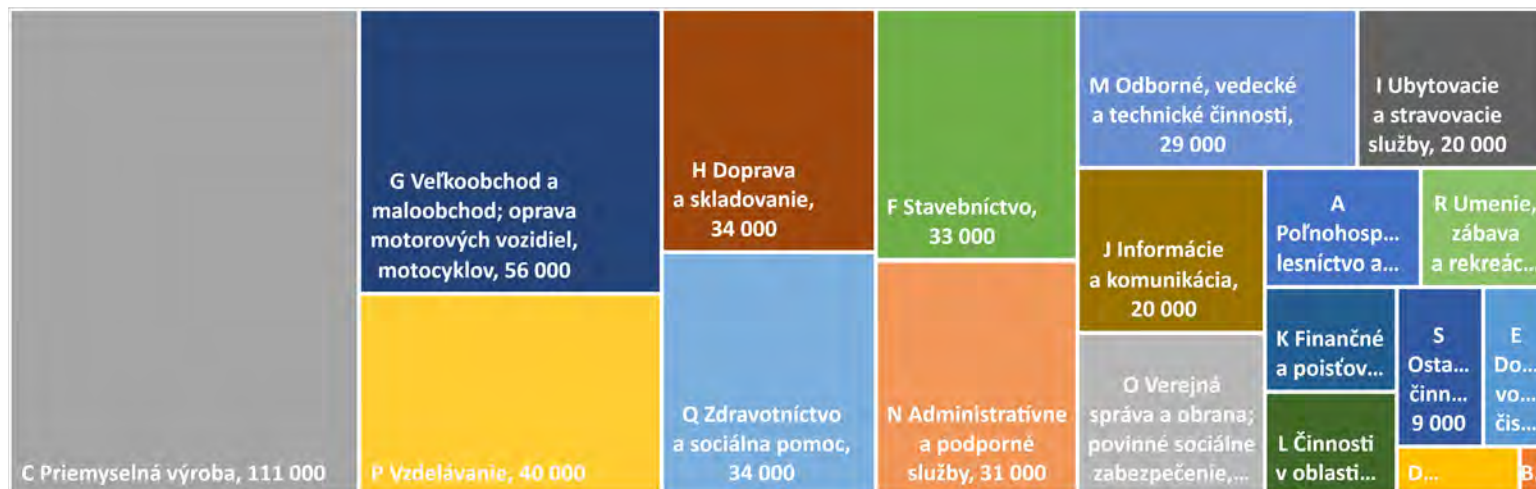 C Priemyselná výroba, 111 000
G Veľkoobchod a
maloobchod; oprava
motorových vozidiel,
motocyklov, 56 000
P Vzdelávanie, 40 000
H Doprava
a skladovanie,
34 000
Q Zdravotníctvo
a sociálna pomoc,
34 000
F Stavebníctvo,
33 000
N Administratívne
a podporné
služby, 31 000
M Odborné, vedecké
a technické činnosti,
29 000
I Ubytovacie
a stravovacie
služby, 20 000
J Informácie
a komunikácia,
20 000
O Verejná
správa a obrana;
povinné sociálne
zabezpečenie,...
A
Poľnohosp...
lesníctvo a...
R Umenie,
zábava
a rekreác...
K Finančné
a poisťov...
L Činnosti
v oblasti...
S
Osta...
činn...
9 000
E
Do...
vo...
čis...
D...
B